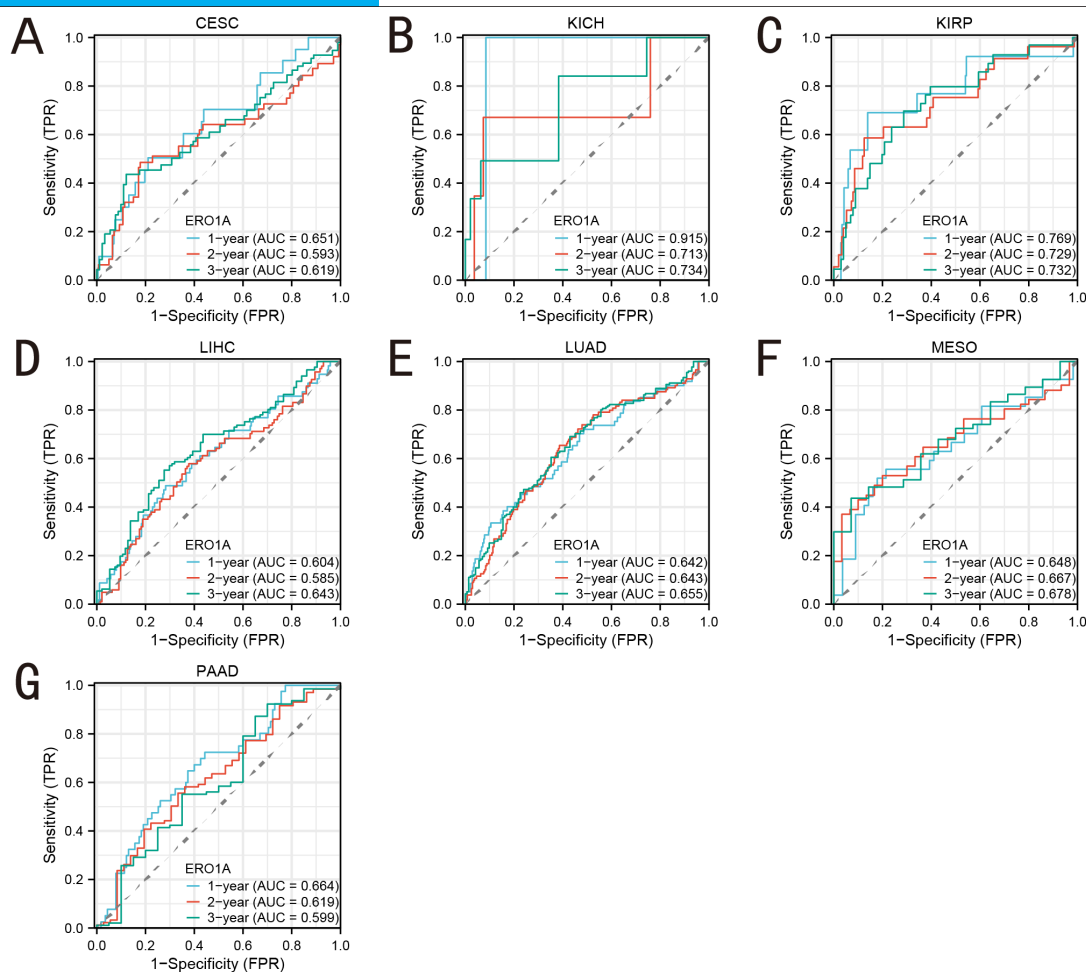 A
CESC
Sensitivity (TPR)
1.0
0.8
0.6
0.4
0.2
0.0
ERO1A
1−year (AUC = 0.651)
2−year (AUC = 0.593)
3−year (AUC = 0.619)
0.0 0.2 0.4 0.6 0.8 1.0
1−Specificity (FPR)
B
KICH
Sensitivity (TPR)
1.0
0.8
0.6
0.4
0.2
0.0
ERO1A
1−year (AUC = 0.915)
2−year (AUC = 0.713)
3−year (AUC = 0.734)
0.0 0.2 0.4 0.6 0.8 1.0
1−Specificity (FPR)
C
KIRP
Sensitivity (TPR)
1.0
0.8
0.6
0.4
0.2
0.0
ERO1A
1−year (AUC = 0.769)
2−year (AUC = 0.729)
3−year (AUC = 0.732)
0.0 0.2 0.4 0.6 0.8 1.0
1−Specificity (FPR)
D
LIHC
Sensitivity (TPR)
1.0
0.8
0.6
0.4
0.2
0.0
ERO1A
1−year (AUC = 0.604)
2−year (AUC = 0.585)
3−year (AUC = 0.643)
0.0 0.2 0.4 0.6 0.8 1.0
1−Specificity (FPR)
E
LUAD
Sensitivity (TPR)
1.0
0.8
0.6
0.4
0.2
0.0
ERO1A
1−year (AUC = 0.642)
2−year (AUC = 0.643)
3−year (AUC = 0.655)
0.0 0.2 0.4 0.6 0.8 1.0
1−Specificity (FPR)
F
MESO
Sensitivity (TPR)
1.0
0.8
0.6
0.4
0.2
0.0
ERO1A
1−year (AUC = 0.648)
2−year (AUC = 0.667)
3−year (AUC = 0.678)
0.0 0.2 0.4 0.6 0.8 1.0
1−Specificity (FPR)
G
PAAD
Sensitivity (TPR)
1.0
0.8
0.6
0.4
0.2
0.0
ERO1A
1−year (AUC = 0.664)
2−year (AUC = 0.619)
3−year (AUC = 0.599)
0.0 0.2 0.4 0.6 0.8 1.0
1−Specificity (FPR)